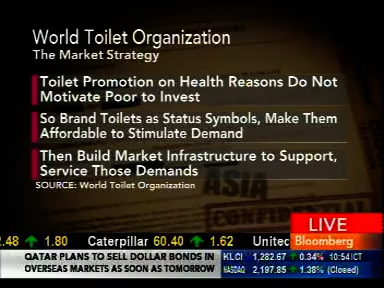 World Toilet Organization
The Market Strategy
Toilet Promotion on Health Reasons Do Not
Motivate Poor to Invest
So Brand Toilets as Status Symbols, Make Them
Affordable to Stimulate Demand
Then Build Market Infrastructure to Support,
Service Those Demands
SOURCE: World Toilet Organization
ASIA
CONFIDENTIAL
LIVE
2.48 1.80 Caterpillar 60.40 1.62 United
Bloomberg
QATAR PLANS TO SELL DOLLAR BONDS IN
OVERSEAS MARKETS AS SOON AS TOMORROW
KLCI 1,282.67 0.34% 10:54 ICT
NASDAQ 2,197.85 1.38% (Closed)